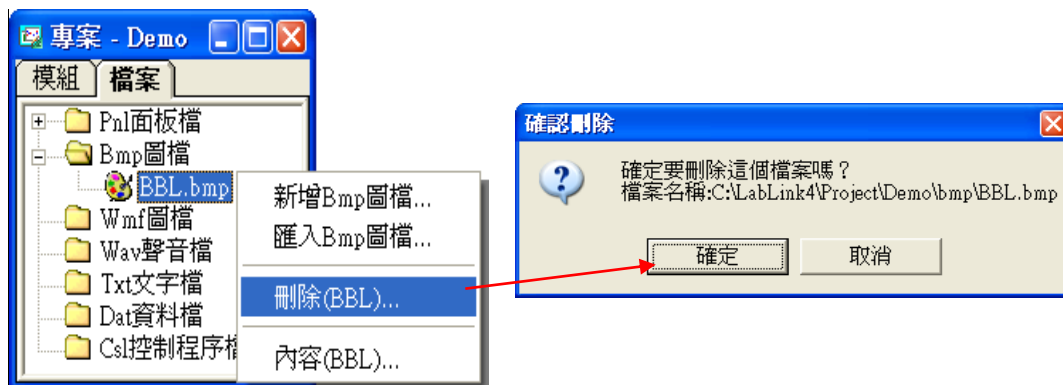 專案 - Demo
模組 檔案
Pnl面板檔
Bmp圖檔
BBL.bmp
Wmf圖檔
Wav聲音檔
Txt文字檔
Dat資料檔
Csl控制程序檔
新增Bmp圖檔...
匯入Bmp圖檔...
刪除(BBL)...
內容(BBL)...
確認刪除
確定要刪除這個檔案嗎？
檔案名稱:C:\LabLink4\Project\Demo\bmp\BBL.bmp
確定 取消